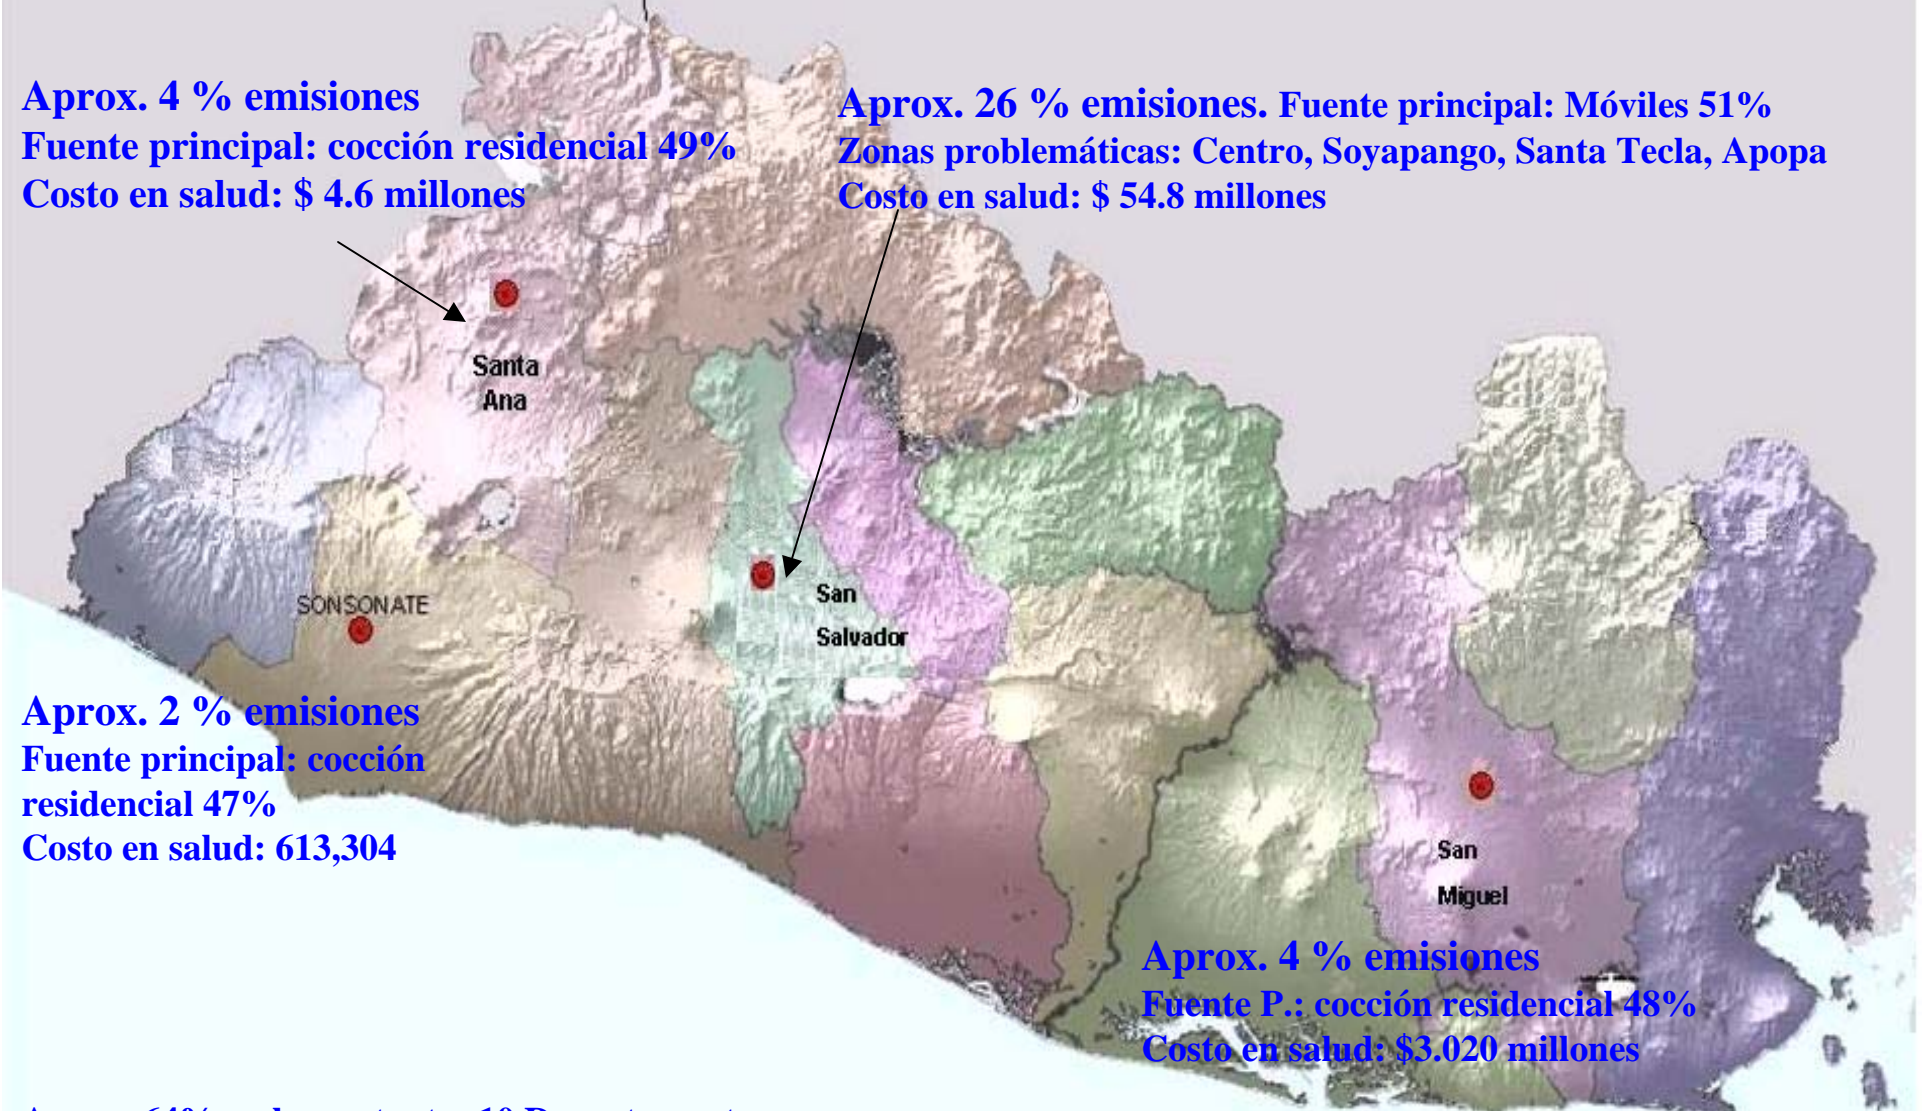 Aprox. 4 % emisiones
Fuente principal: cocción residencial 49%
Costo en salud: $ 4.6 millones
Aprox. 26 % emisiones. Fuente principal: Móviles 51%
Zonas problemáticas: Centro, Soyapango, Santa Tecla, Apopa
Costo en salud: $ 54.8 millones
Santa
Ana
SONSONATE
San
Salvador
Aprox. 2 % emisiones
Fuente principal: cocción
residencial 47%
Costo en salud: 613,304
San
Miguel
Aprox. 4 % emisiones
Fuente P.: cocción residencial 48%
Costo en salud: $3.020 millones
64% 10